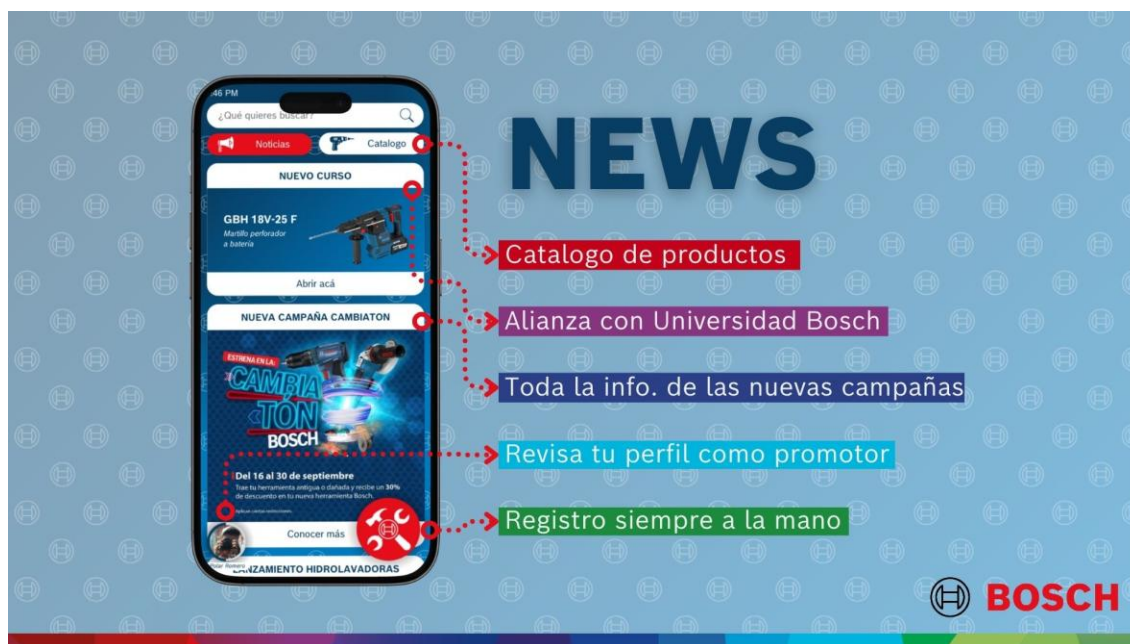 46 PM
¿Qué quieres buscar?
Noticias
Catalogo
NUEVO CURSO
GBH 18V-25 F
Martillo perforador
a batería
Abrir acá
NUEVA CAMPAÑA CAMBIATON
ESTRENA EN LA:
CAMBIA
TÓN
BOSCH
Del 16 al 30 de septiembre
Trae tu herramienta antigua o dañada y recibe un 30%
de descuento en tu nueva herramienta Bosch.
Conocer más
Romero
LANZAMIENTO HIDROLAVADORAS
NEWS
Catalogo de productos
Alianza con Universidad Bosch
Toda la info. de las nuevas campañas
Revisa tu perfil como promotor
Registro siempre a la mano
BOSCH